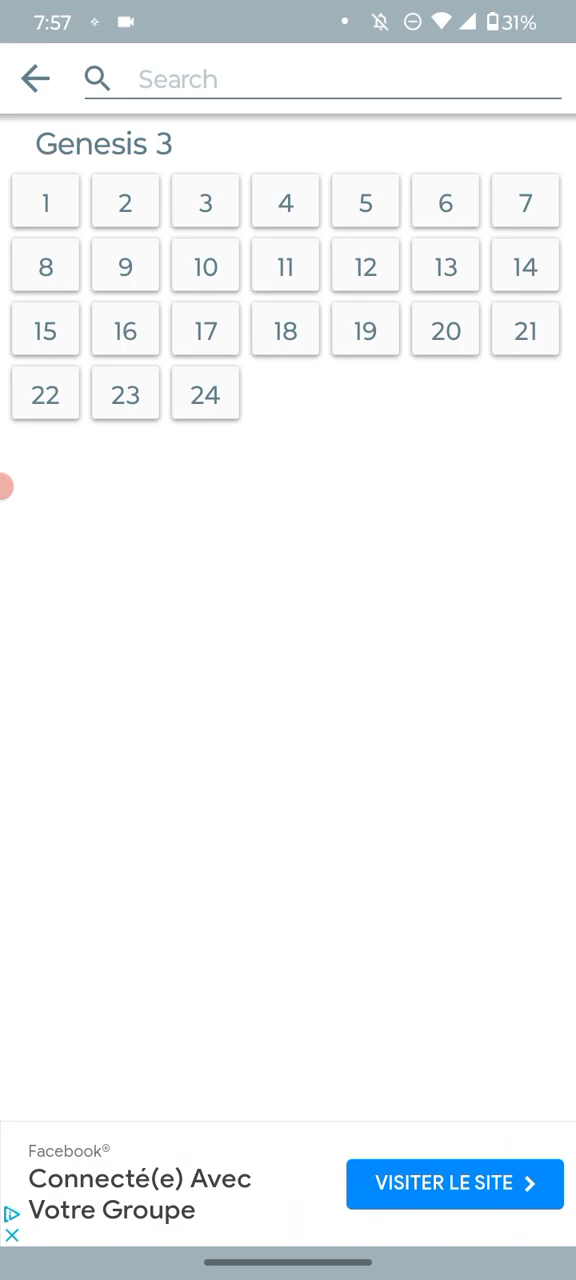 7:57 31%
Search
Genesis 3
1 2 3 4 5 6 7
8 9 10 11 12 13 14
15 16 17 18 19 20 21
22 23 24
Facebook®
Connecté(e) Avec
Votre Groupe
VISITER LE SITE